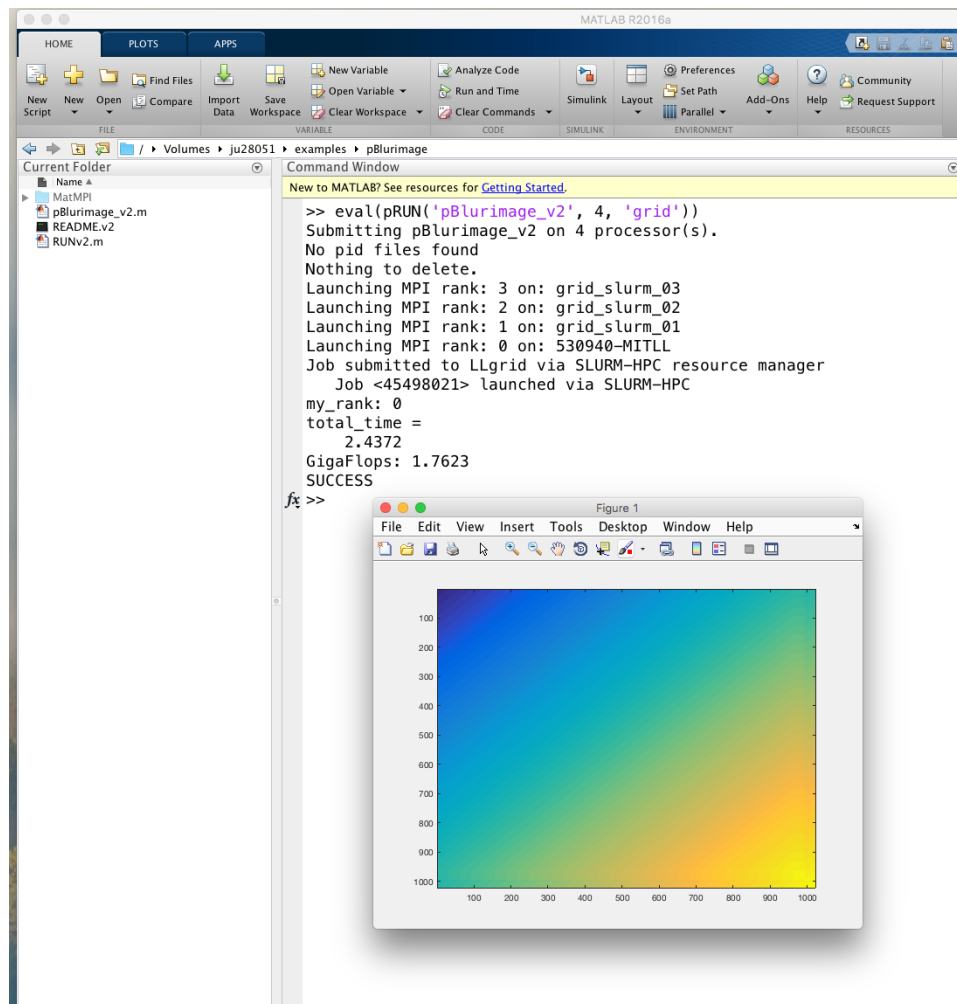 MATLAB R2016a
HOME PLOTS APPS
New Script
New
Open
Find Files
Compare
FILE
Import Data
Save Workspace
New Variable
Open Variable
Clear Workspace
VARIABLE
Analyze Code
Run and Time
Clear Commands
CODE
Simulink
SIMULINK
Layout
Preferences
Set Path
Parallel
Add-Ons
ENVIRONMENT
Help
Community
Request Support
RESOURCES
/ Volumes ju28051 examples pBlurimage
Current Folder
Name
MatMPI
pBlurimage_v2.m
README.v2
RUNv2.m
Command Window
New to MATLAB? See resources for Getting Started.
>> eval(pRUN('pBlurimage_v2', 4, 'grid'))
Submitting pBlurimage_v2 on 4 processor(s).
No pid files found
Nothing to delete.
Launching MPI rank: 3 on: grid_slurm_03
Launching MPI rank: 2 on: grid_slurm_02
Launching MPI rank: 1 on: grid_slurm_01
Launching MPI rank: 0 on: 530940-MITLL
Job submitted to LLgrid via SLURM-HPC resource manager
Job <45498021> launched via SLURM-HPC
my_rank: 0
total_time =
2.4372
GigaFlops: 1.7623
SUCCESS
fx >>
Figure 1
File Edit View Insert Tools Desktop Window Help
100
200
300
400
500
600
700
800
900
1000
100 200 300 400 500 600 700 800 900 1000